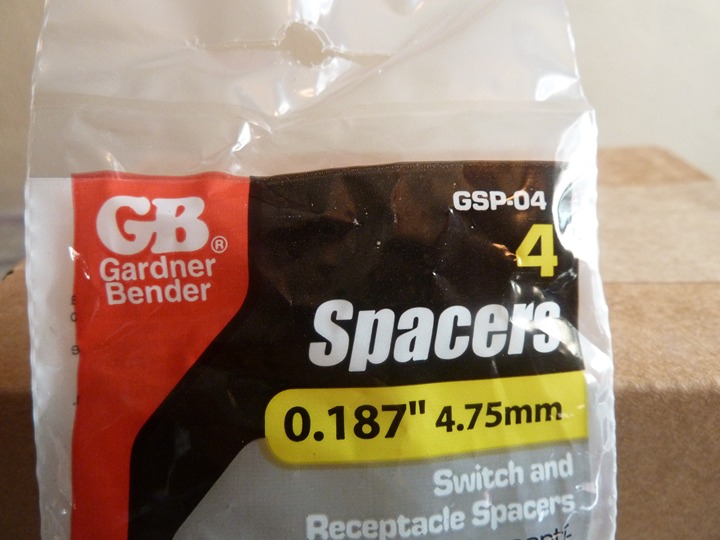 GB®
Gardner
Bender
GSP-04
4
Spacers
0.187" 4.75mm
Switch and
Receptacle Spacers